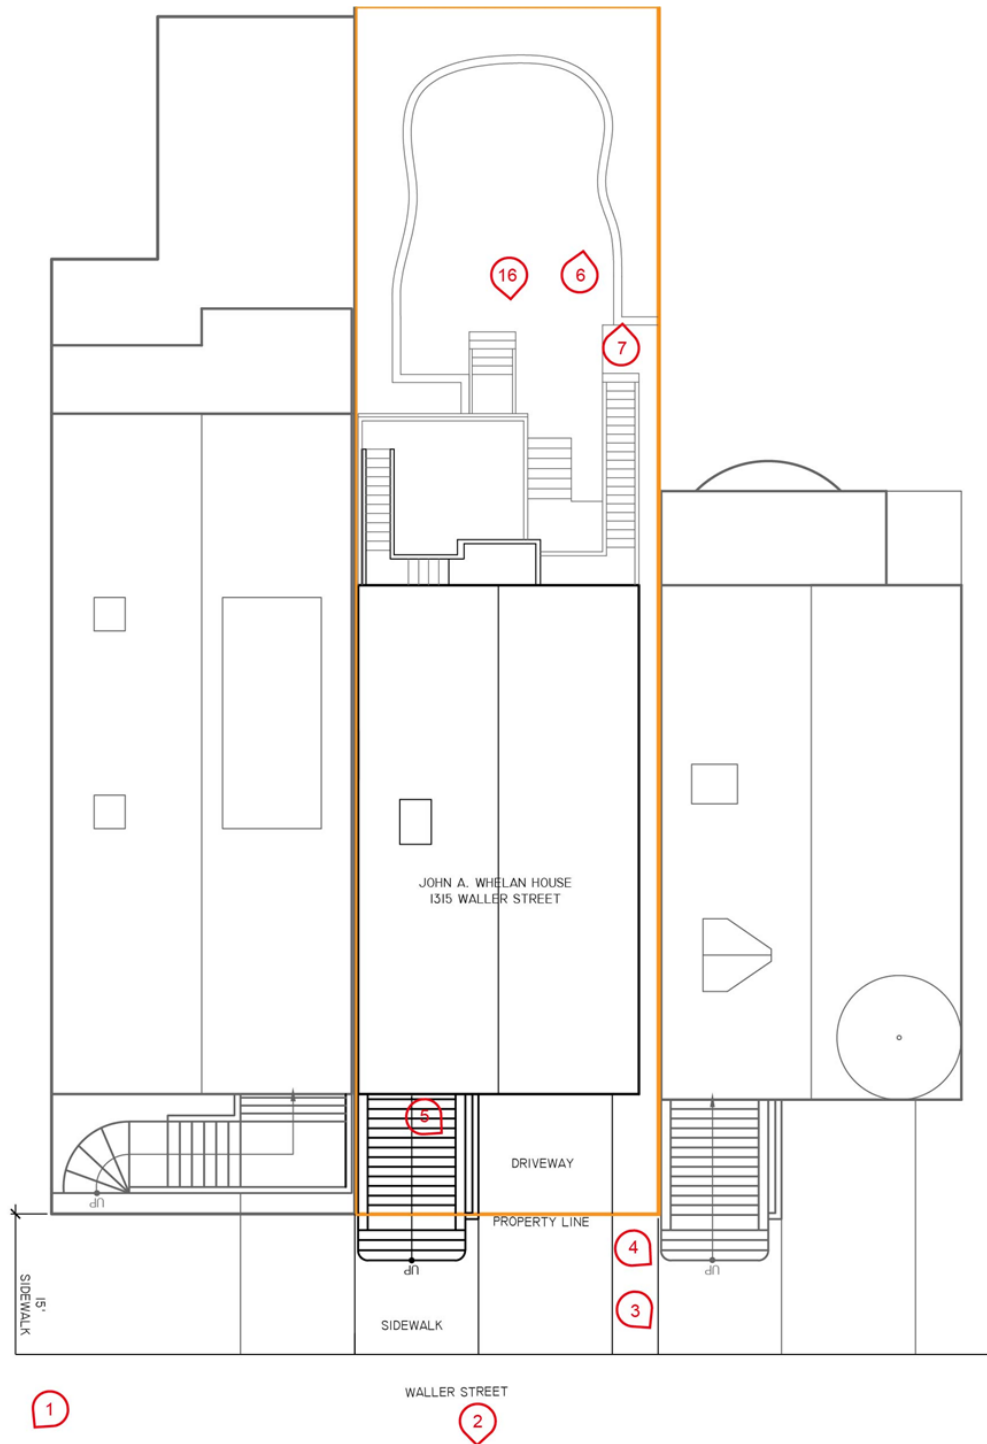 16
6
7
JOHN A. WHELAN HOUSE
1315 WALLER STREET
5
DRIVEWAY
UP
PROPERTY LINE
4
UP
UP
15'
SIDEWALK
3
SIDEWALK
WALLER STREET
1
2